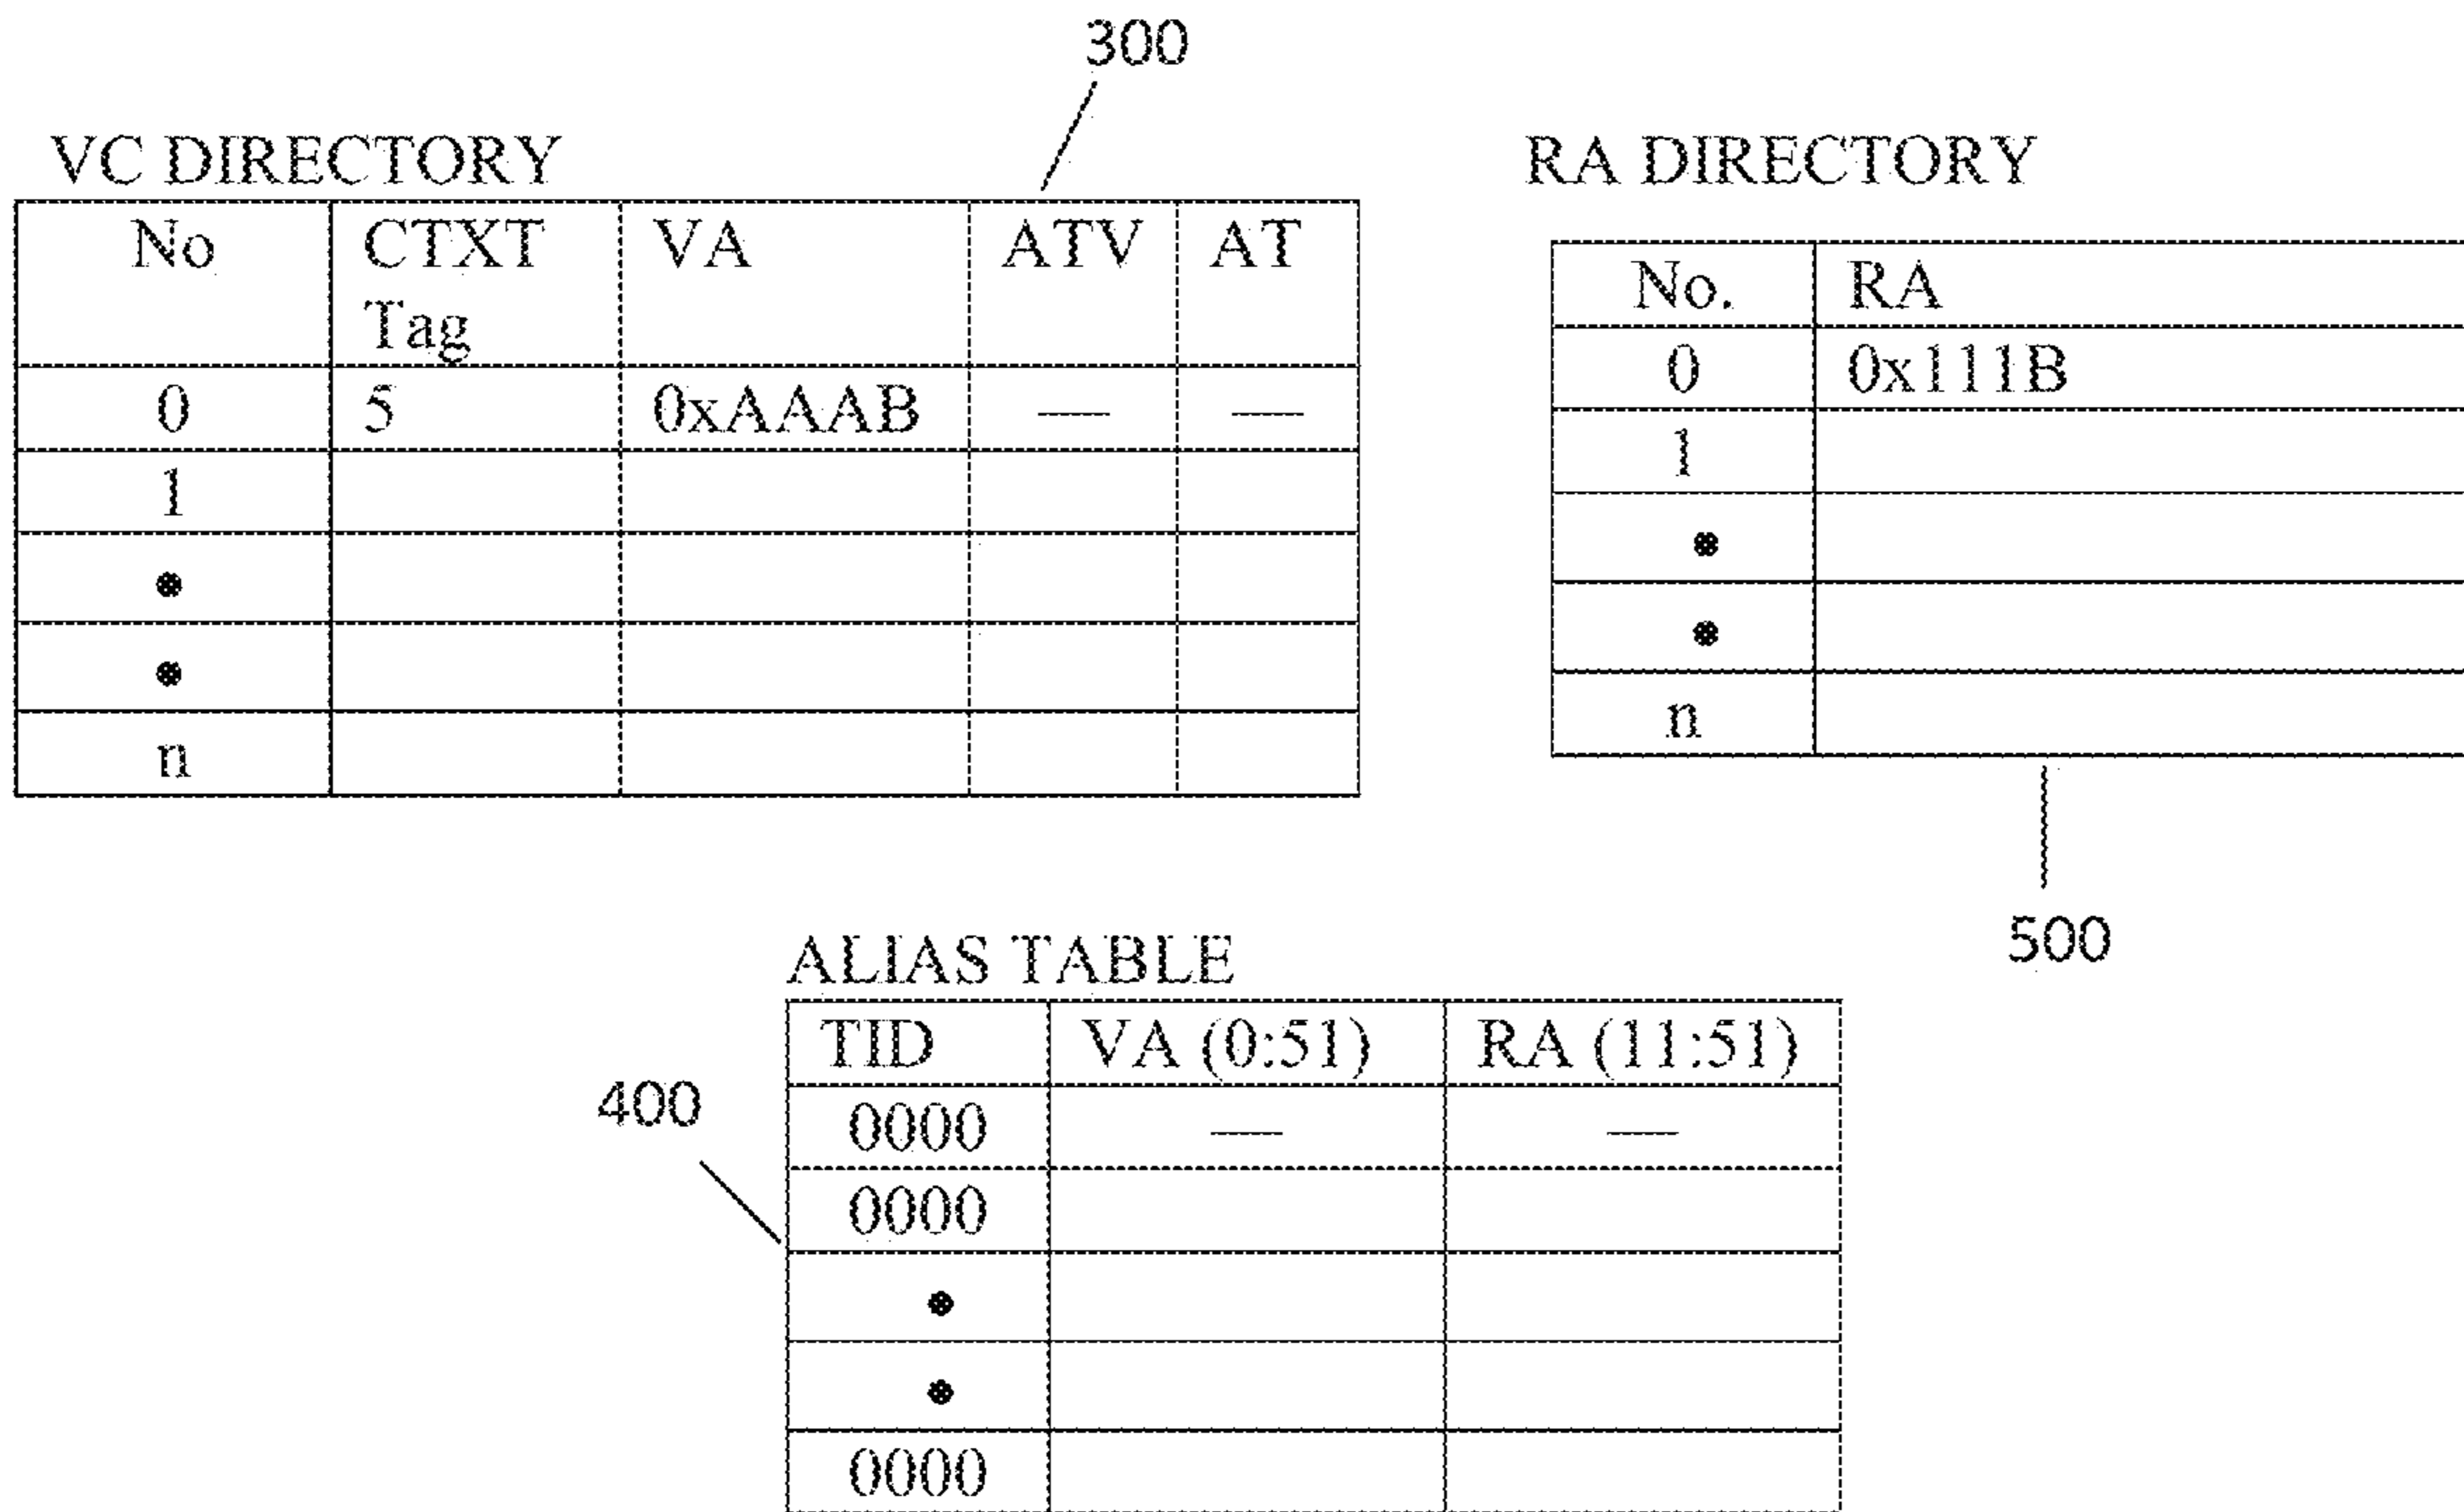 300
VC DIRECTORY
No CTXT Tag VA ATV AT
0 5 0xAAAB — —
1
•
•
n
RA DIRECTORY
No. RA
0 0x111B
1
•
•
n
500
ALIAS TABLE
400
TID VA (0:51) RA (11:51)
0000 — —
0000
•
•
0000